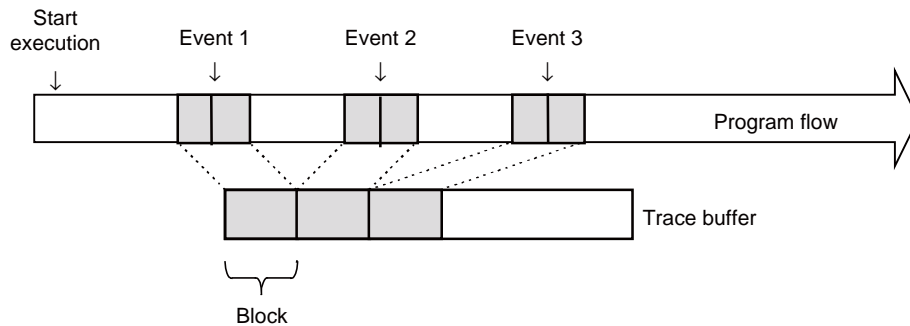 Start
execution
Event 1
Event 2
Event 3
Program flow
Trace buffer
Block